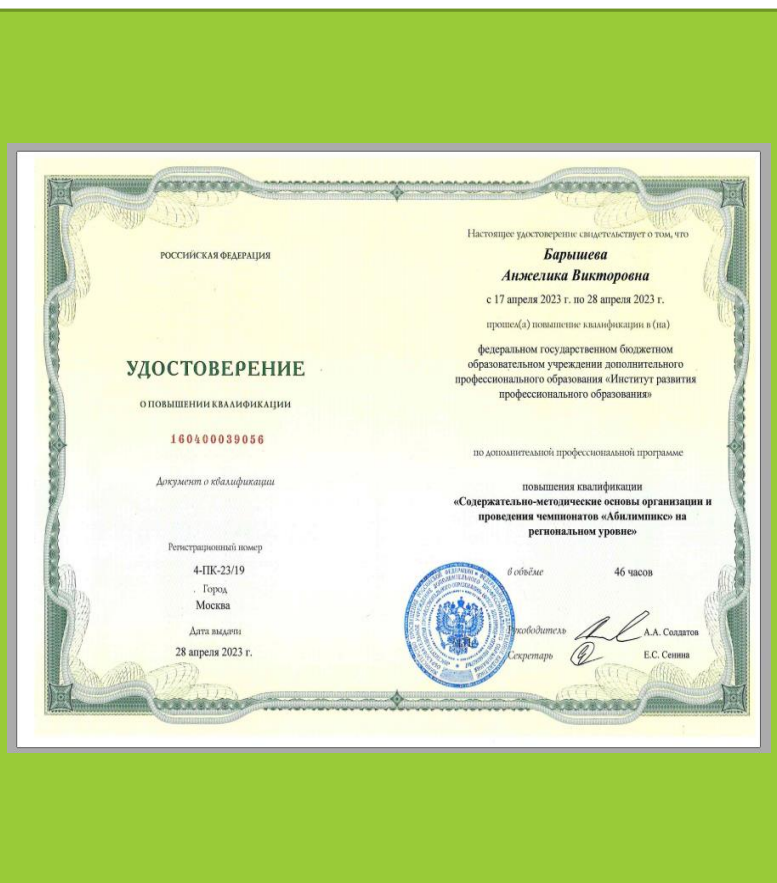 РОССИЙСКАЯ ФЕДЕРАЦИЯ
УДОСТОВЕРЕНИЕ
О ПОВЫШЕНИИ КВАЛИФИКАЦИИ
160400039056
Документ о квалификации
Регистрационный номер
4-ПК-23/19
Город
Москва
Дата выдачи
28 апреля 2023 г.
Настоящее удостоверение свидетельствует о том, что
Барышева
Анжелика Викторовна
с 17 апреля 2023 г. по 28 апреля 2023 г.
прошел(а) повышение квалификации в (на)
федеральном государственном бюджетном
образовательном учреждении дополнительного
профессионального образования «Институт развития
профессионального образования»
по дополнительной профессиональной программе
повышения квалификации
«Содержательно-методические основы организации и
проведения чемпионатов «Абилимпикс» на
региональном уровне»
в объёме 46 часов
Руководитель А.А. Солдатов
Секретарь Е.С. Сенина